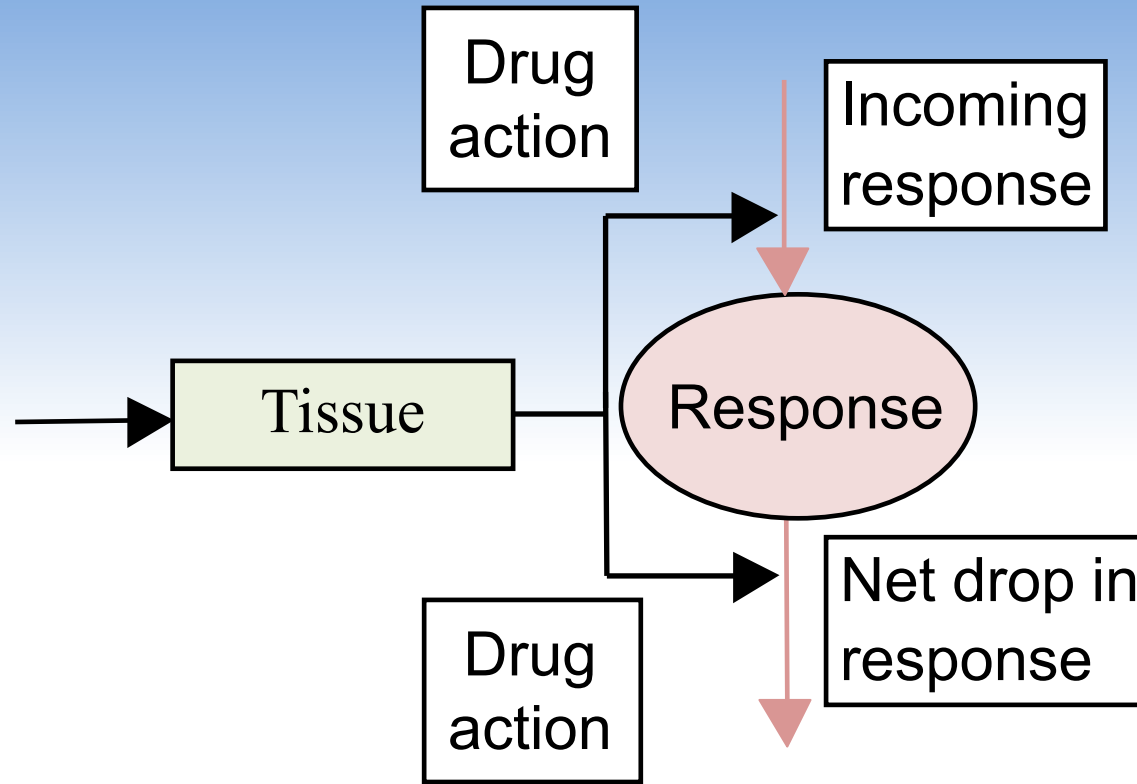 Drug
action
Incoming
response
Tissue
Response
Net drop in
response
Drug
action